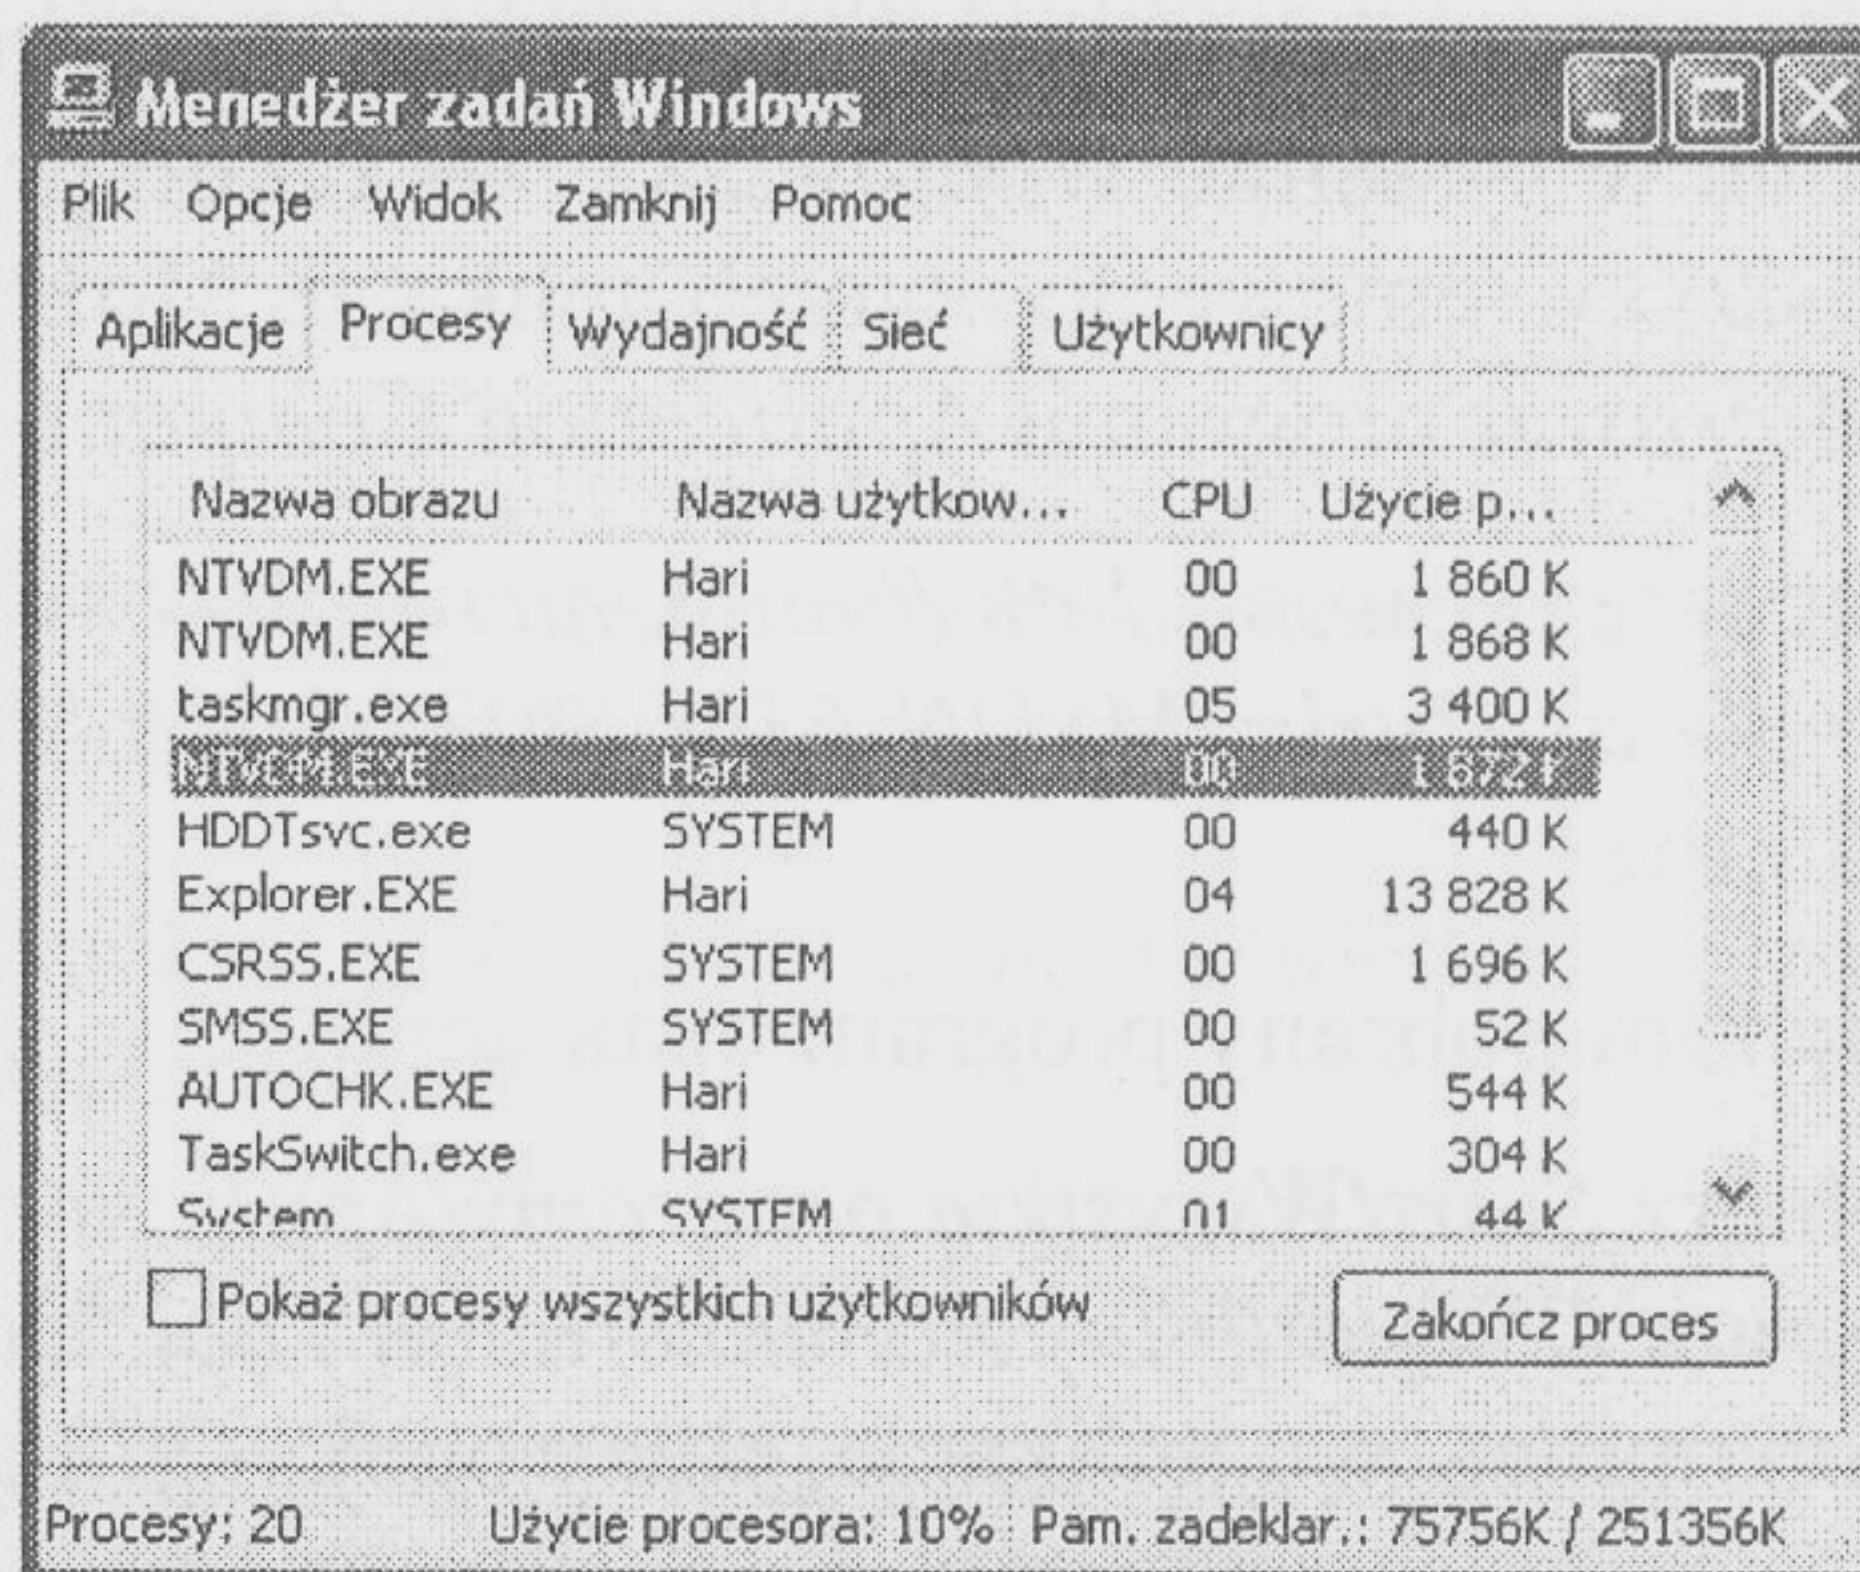 Menedżer zadań Windows
Plik Opcje Widok Zamknij Pomoc
Aplikacje Procesy Wydajność Sieć Użytkownicy
Nazwa obrazu Nazwa użytkow... CPU Użycie p...
NTVDM.EXE Hari 00 1 860 K
NTVDM.EXE Hari 00 1 868 K
taskmgr.exe Hari 05 3 400 K
NTVDM.EXE Hari 00
HDDTsvc.exe SYSTEM 00 440 K
Explorer.EXE Hari 04 13 828 K
CSRSS.EXE SYSTEM 00 1 696 K
SMSS.EXE SYSTEM 00 52 K
AUTOCHK.EXE Hari 00 544 K
TaskSwitch.exe Hari 00 304 K
System SYSTEM 01 44 K
Pokaż procesy wszystkich użytkowników
Zakończ proces
Procesy: 20 Użycie procesora: 10% Pam. zadeklar.: 75756K / 251356K